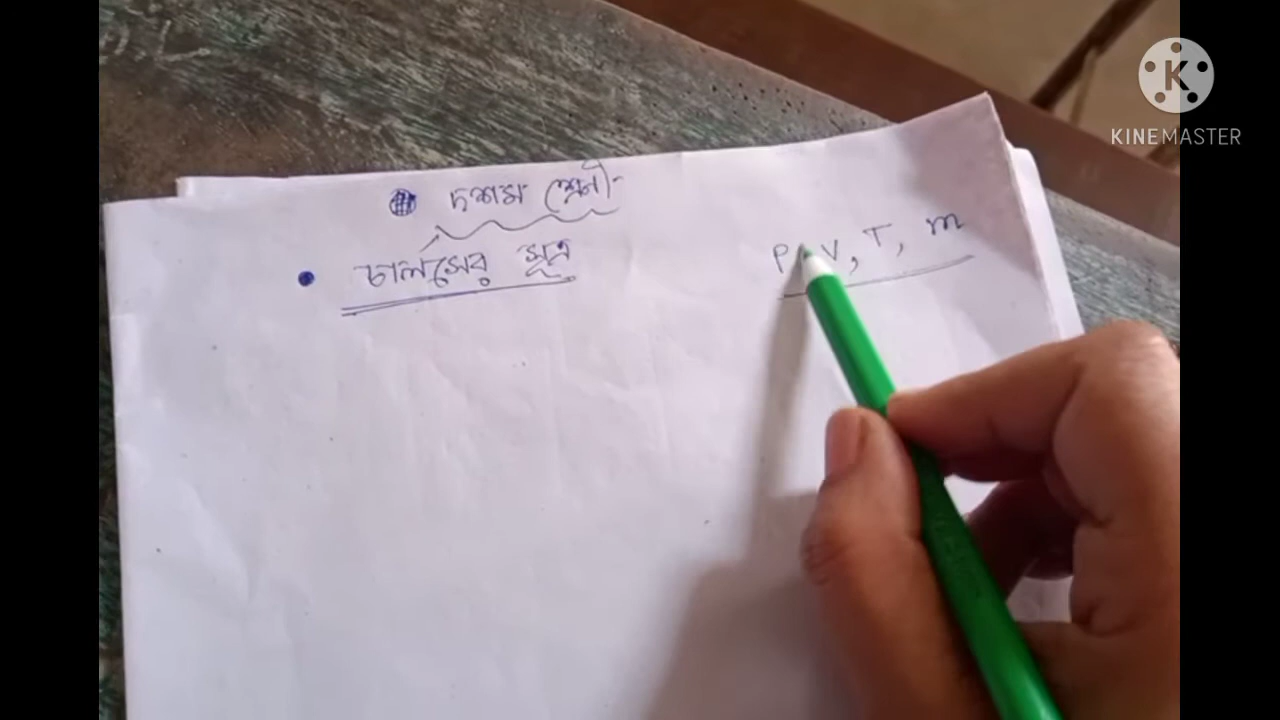 দশম শ্রেণী-
চার্লসের সূত্র
P, V, T, m
KINEMASTER